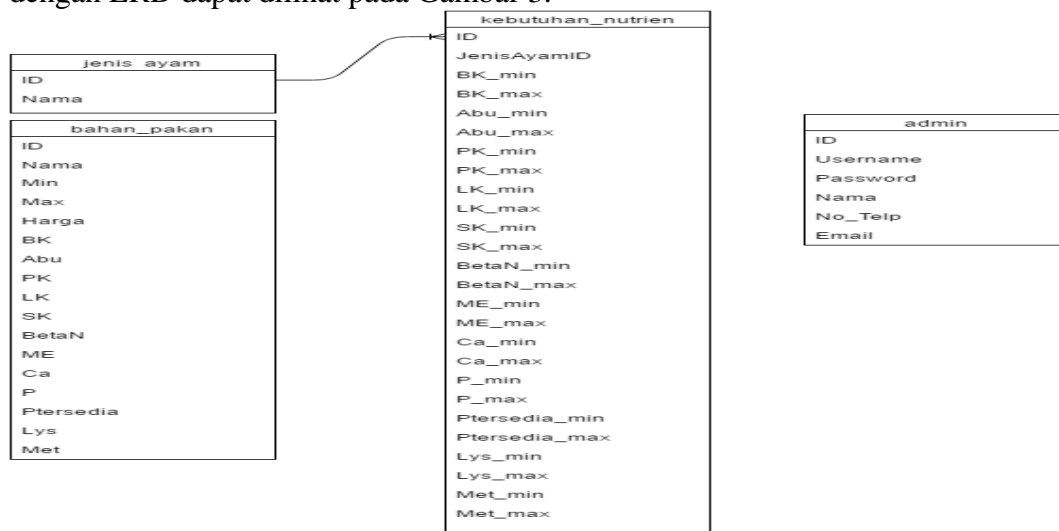 dengan ERD dapat dilihat pada Gambar 3.
jenis_ayam
ID
Nama
bahan_pakan
ID
Nama
Min
Max
Harga
BK
Abu
PK
LK
SK
BetaN
ME
Ca
P
Ptersedia
Lys
Met
kebutuhan_nutrien
ID
JenisAyamID
BK_min
BK_max
Abu_min
Abu_max
PK_min
PK_max
LK_min
LK_max
SK_min
SK_max
BetaN_min
BetaN_max
ME_min
ME_max
Ca_min
Ca_max
P_min
P_max
Ptersedia_min
Ptersedia_max
Lys_min
Lys_max
Met_min
Met_max
admin
ID
Username
Password
Nama
No_Telp
Email